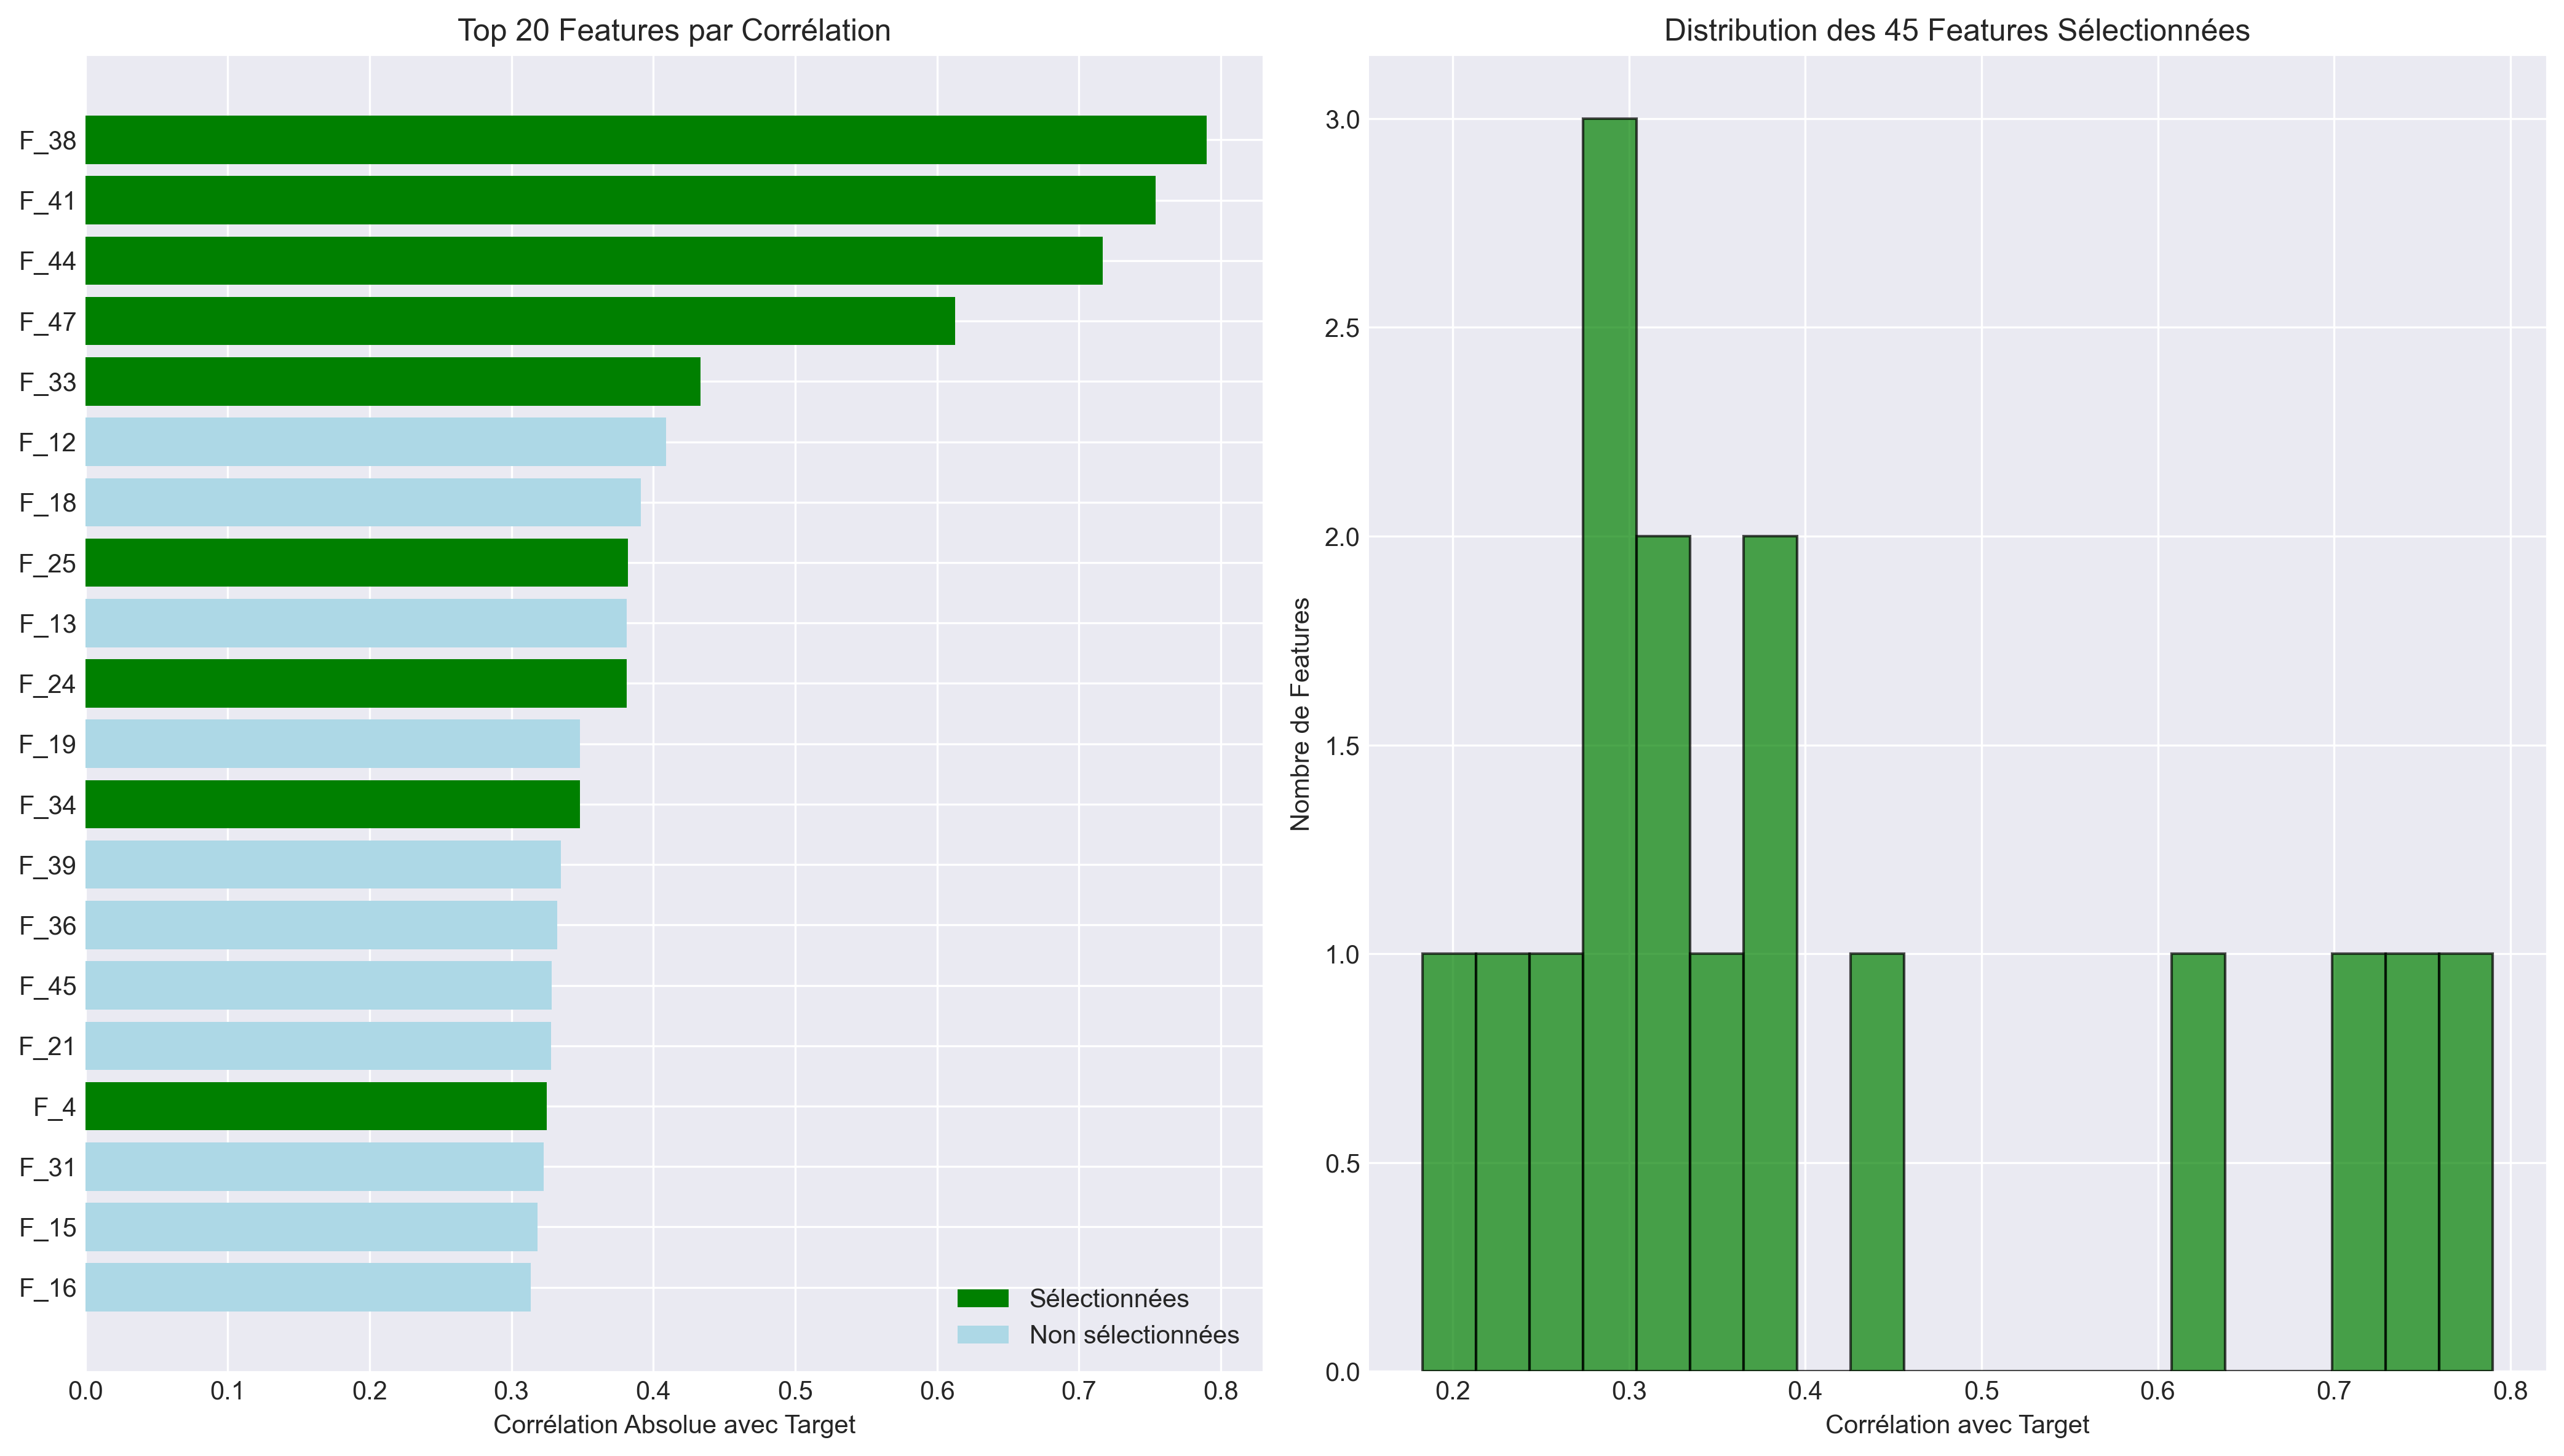 Top 20 Features par Corrélation
F_38
F_41
F_44
F_47
F_33
F_12
F_18
F_25
F_13
F_24
F_19
F_34
F_39
F_36
F_45
F_21
F_4
F_31
F_15
F_16
Sélectionnées
Non sélectionnées
0.0 0.1 0.2 0.3 0.4 0.5 0.6 0.7 0.8
Corrélation Absolue avec Target
Distribution des 45 Features Sélectionnées
Nombre de Features
3.0
2.5
2.0
1.5
1.0
0.5
0.0
0.2 0.3 0.4 0.5 0.6 0.7 0.8
Corrélation avec Target